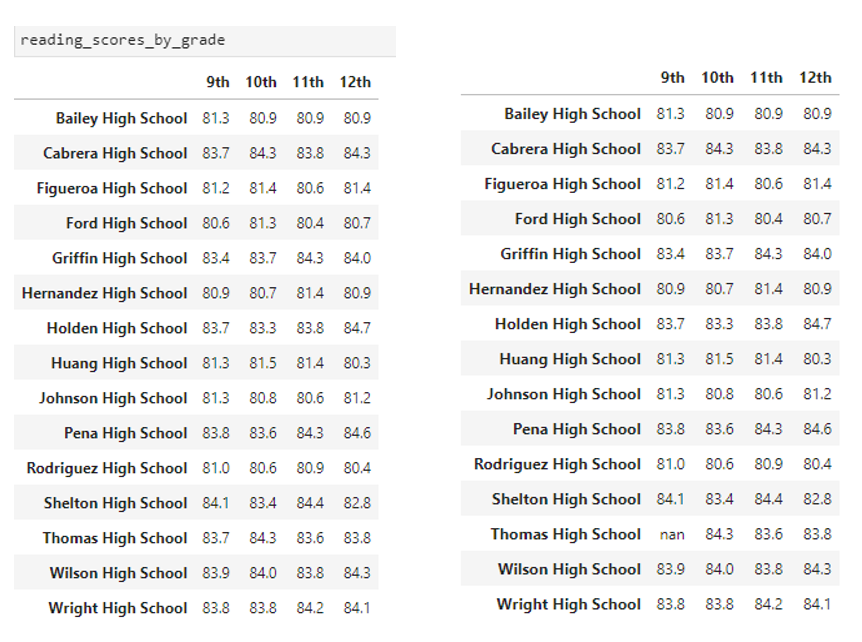 reading_scores_by_grade
9th 10th 11th 12th
Bailey High School 81.3 80.9 80.9 80.9
Cabrera High School 83.7 84.3 83.8 84.3
Figueroa High School 81.2 81.4 80.6 81.4
Ford High School 80.6 81.3 80.4 80.7
Griffin High School 83.4 83.7 84.3 84.0
Hernandez High School 80.9 80.7 81.4 80.9
Holden High School 83.7 83.3 83.8 84.7
Huang High School 81.3 81.5 81.4 80.3
Johnson High School 81.3 80.8 80.6 81.2
Pena High School 83.8 83.6 84.3 84.6
Rodriguez High School 81.0 80.6 80.9 80.4
Shelton High School 84.1 83.4 84.4 82.8
Thomas High School 83.7 84.3 83.6 83.8
Wilson High School 83.9 84.0 83.8 84.3
Wright High School 83.8 83.8 84.2 84.1
9th 10th 11th 12th
Bailey High School 81.3 80.9 80.9 80.9
Cabrera High School 83.7 84.3 83.8 84.3
Figueroa High School 81.2 81.4 80.6 81.4
Ford High School 80.6 81.3 80.4 80.7
Griffin High School 83.4 83.7 84.3 84.0
Hernandez High School 80.9 80.7 81.4 80.9
Holden High School 83.7 83.3 83.8 84.7
Huang High School 81.3 81.5 81.4 80.3
Johnson High School 81.3 80.8 80.6 81.2
Pena High School 83.8 83.6 84.3 84.6
Rodriguez High School 81.0 80.6 80.9 80.4
Shelton High School 84.1 83.4 84.4 82.8
Thomas High School nan 84.3 83.6 83.8
Wilson High School 83.9 84.0 83.8 84.3
Wright High School 83.8 83.8 84.2 84.1